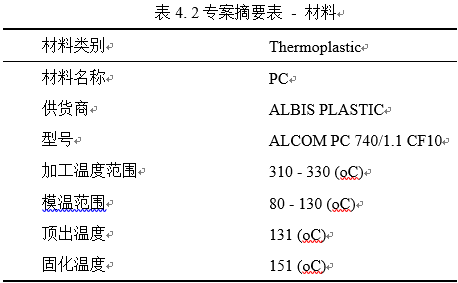 表 4.2 专案摘要表 - 材料
材料类别 Thermoplastic
材料名称 PC
供货商 ALBIS PLASTIC
型号 ALCOM PC 740/1.1 CF10
加工温度范围 310 - 330 (oC)
模温范围 80 - 130 (oC)
顶出温度 131 (oC)
固化温度 151 (oC)